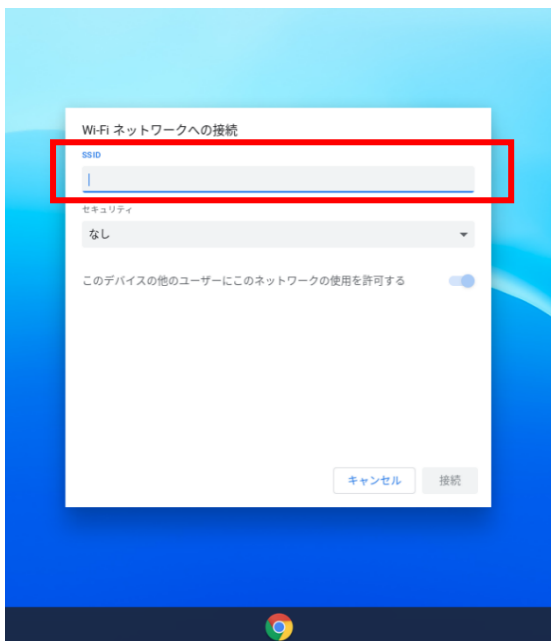 Wi-Fi ネットワークへの接続
SSID
セキュリティ
なし
このデバイスの他のユーザーにこのネットワークの使用を許可する
キャンセル 接続